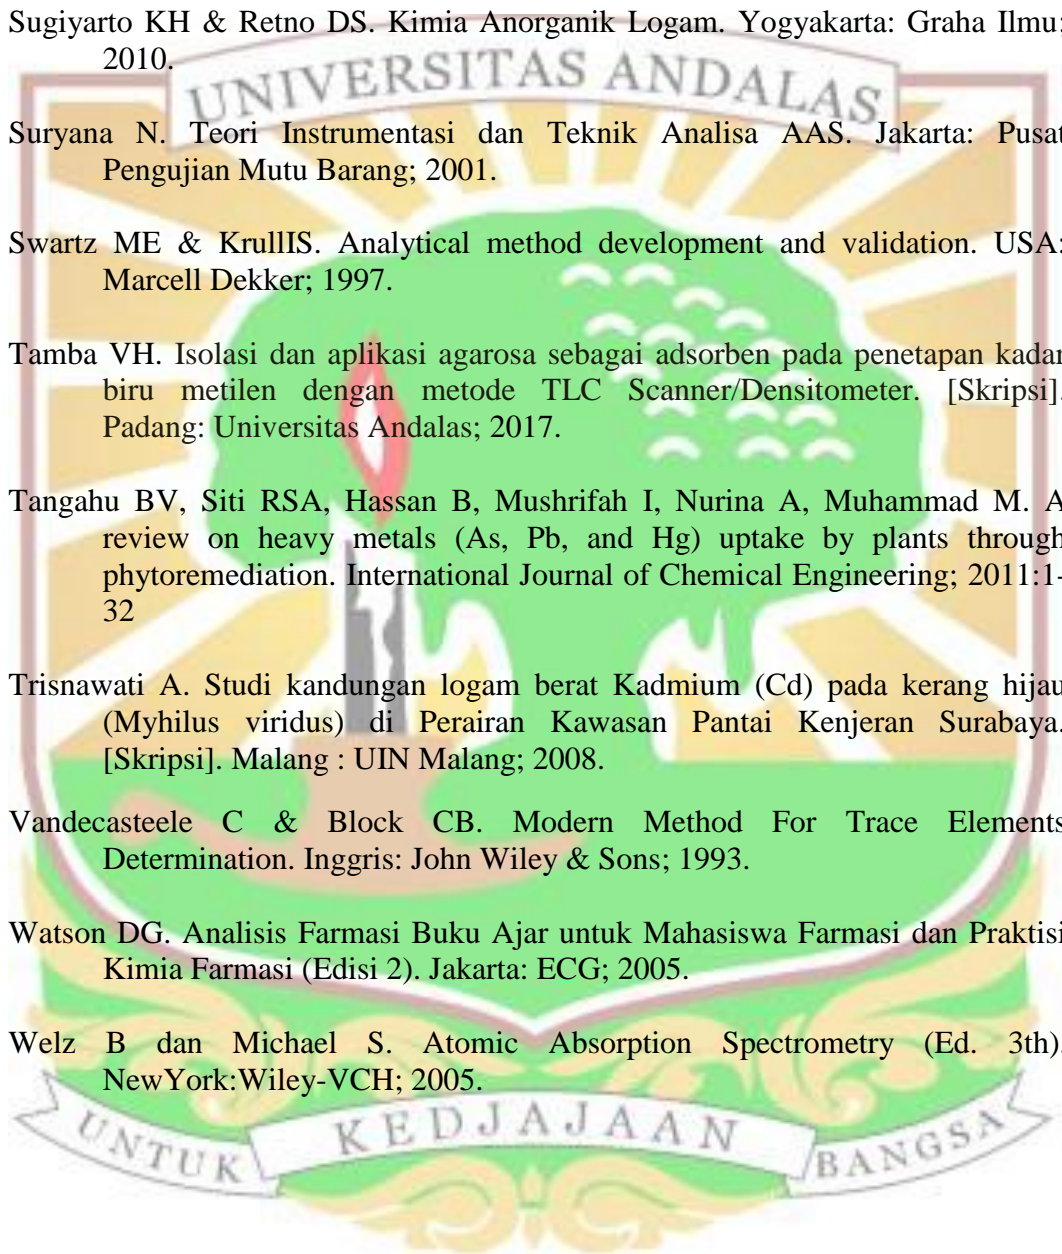 Sugiyarto KH & Retno DS. Kimia Anorganik Logam. Yogyakarta: Graha Ilmu;
2010.
UNIVERSITAS ANDALAS
Suryana N. Teori Instrumentasi dan Teknik Analisa AAS. Jakarta: Pusat
Pengujian Mutu Barang; 2001.
Swartz ME & KrullIS. Analytical method development and validation. USA:
Marcell Dekker; 1997.
Tamba VH. Isolasi dan aplikasi agarosa sebagai adsorben pada penetapan kadar
biru metilen dengan metode TLC Scanner/Densitometer. [Skripsi].
Padang: Universitas Andalas; 2017.
Tangahu BV, Siti RSA, Hassan B, Mushrifah I, Nurina A, Muhammad M. A
review on heavy metals (As, Pb, and Hg) uptake by plants through
phytoremediation. International Journal of Chemical Engineering; 2011:1-
32
Trisnawati A. Studi kandungan logam berat Kadmium (Cd) pada kerang hijau
(Myhilus viridus) di Perairan Kawasan Pantai Kenjeran Surabaya.
[Skripsi]. Malang : UIN Malang; 2008.
Vandecasteele C & Block CB. Modern Method For Trace Elements
Determination. Inggris: John Wiley & Sons; 1993.
Watson DG. Analisis Farmasi Buku Ajar untuk Mahasiswa Farmasi dan Praktisi
Kimia Farmasi (Edisi 2). Jakarta: ECG; 2005.
Welz B dan Michael S. Atomic Absorption Spectrometry (Ed. 3th).
NewYork:Wiley-VCH; 2005.
UNTUK KEDJAJAAN BANGSA